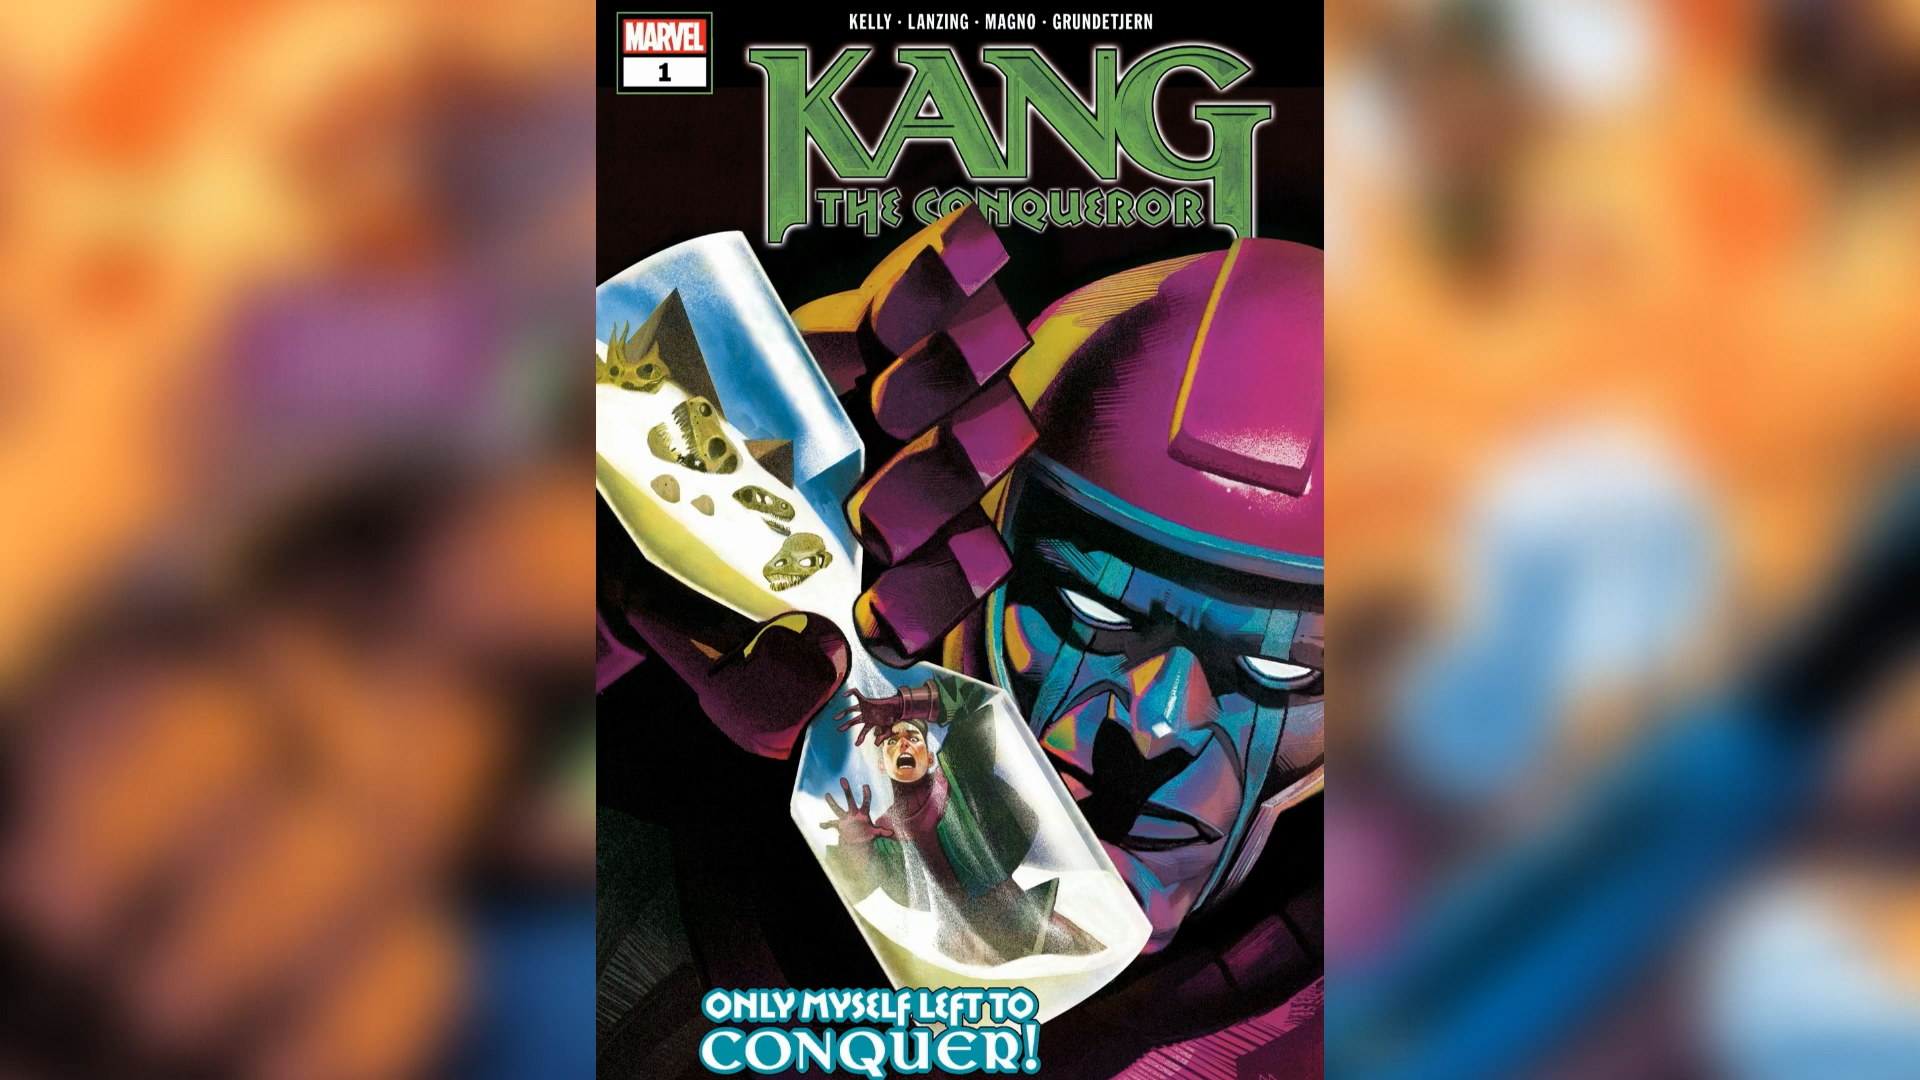 KELLY · LANZING · MAGNO · GRUNDETJERN
MARVEL
1
KANG
THE CONQUEROR
ONLY MYSELF LEFT TO
CONQUER!